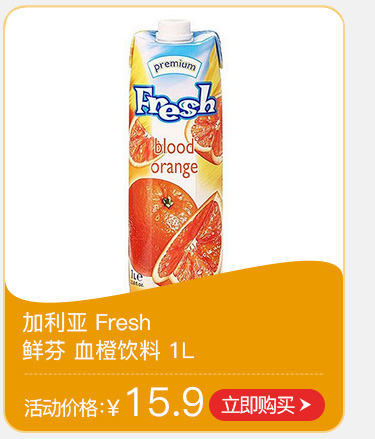 premium
Fresh
blood
orange
1Le
加利亚 Fresh
鲜芬 血橙饮料 1L
活动价格:¥ 15.9 立即购买